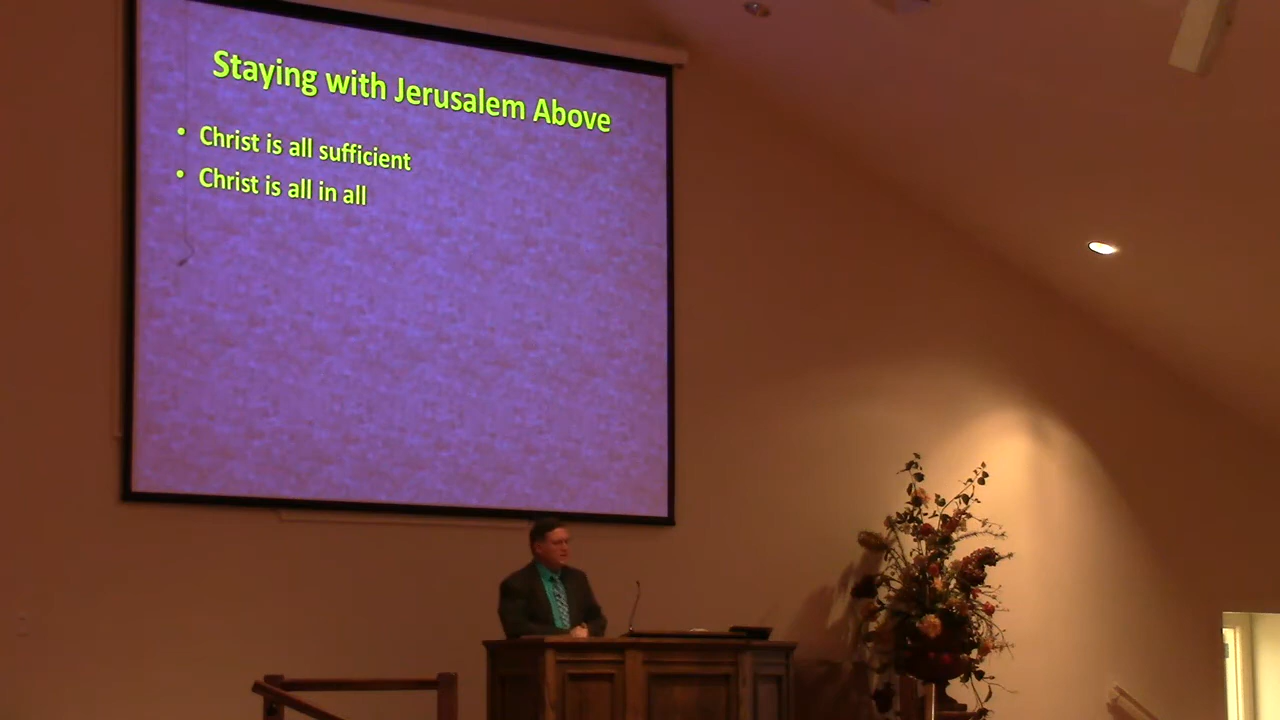 Staying with Jerusalem Above
• Christ is all sufficient
• Christ is all in all